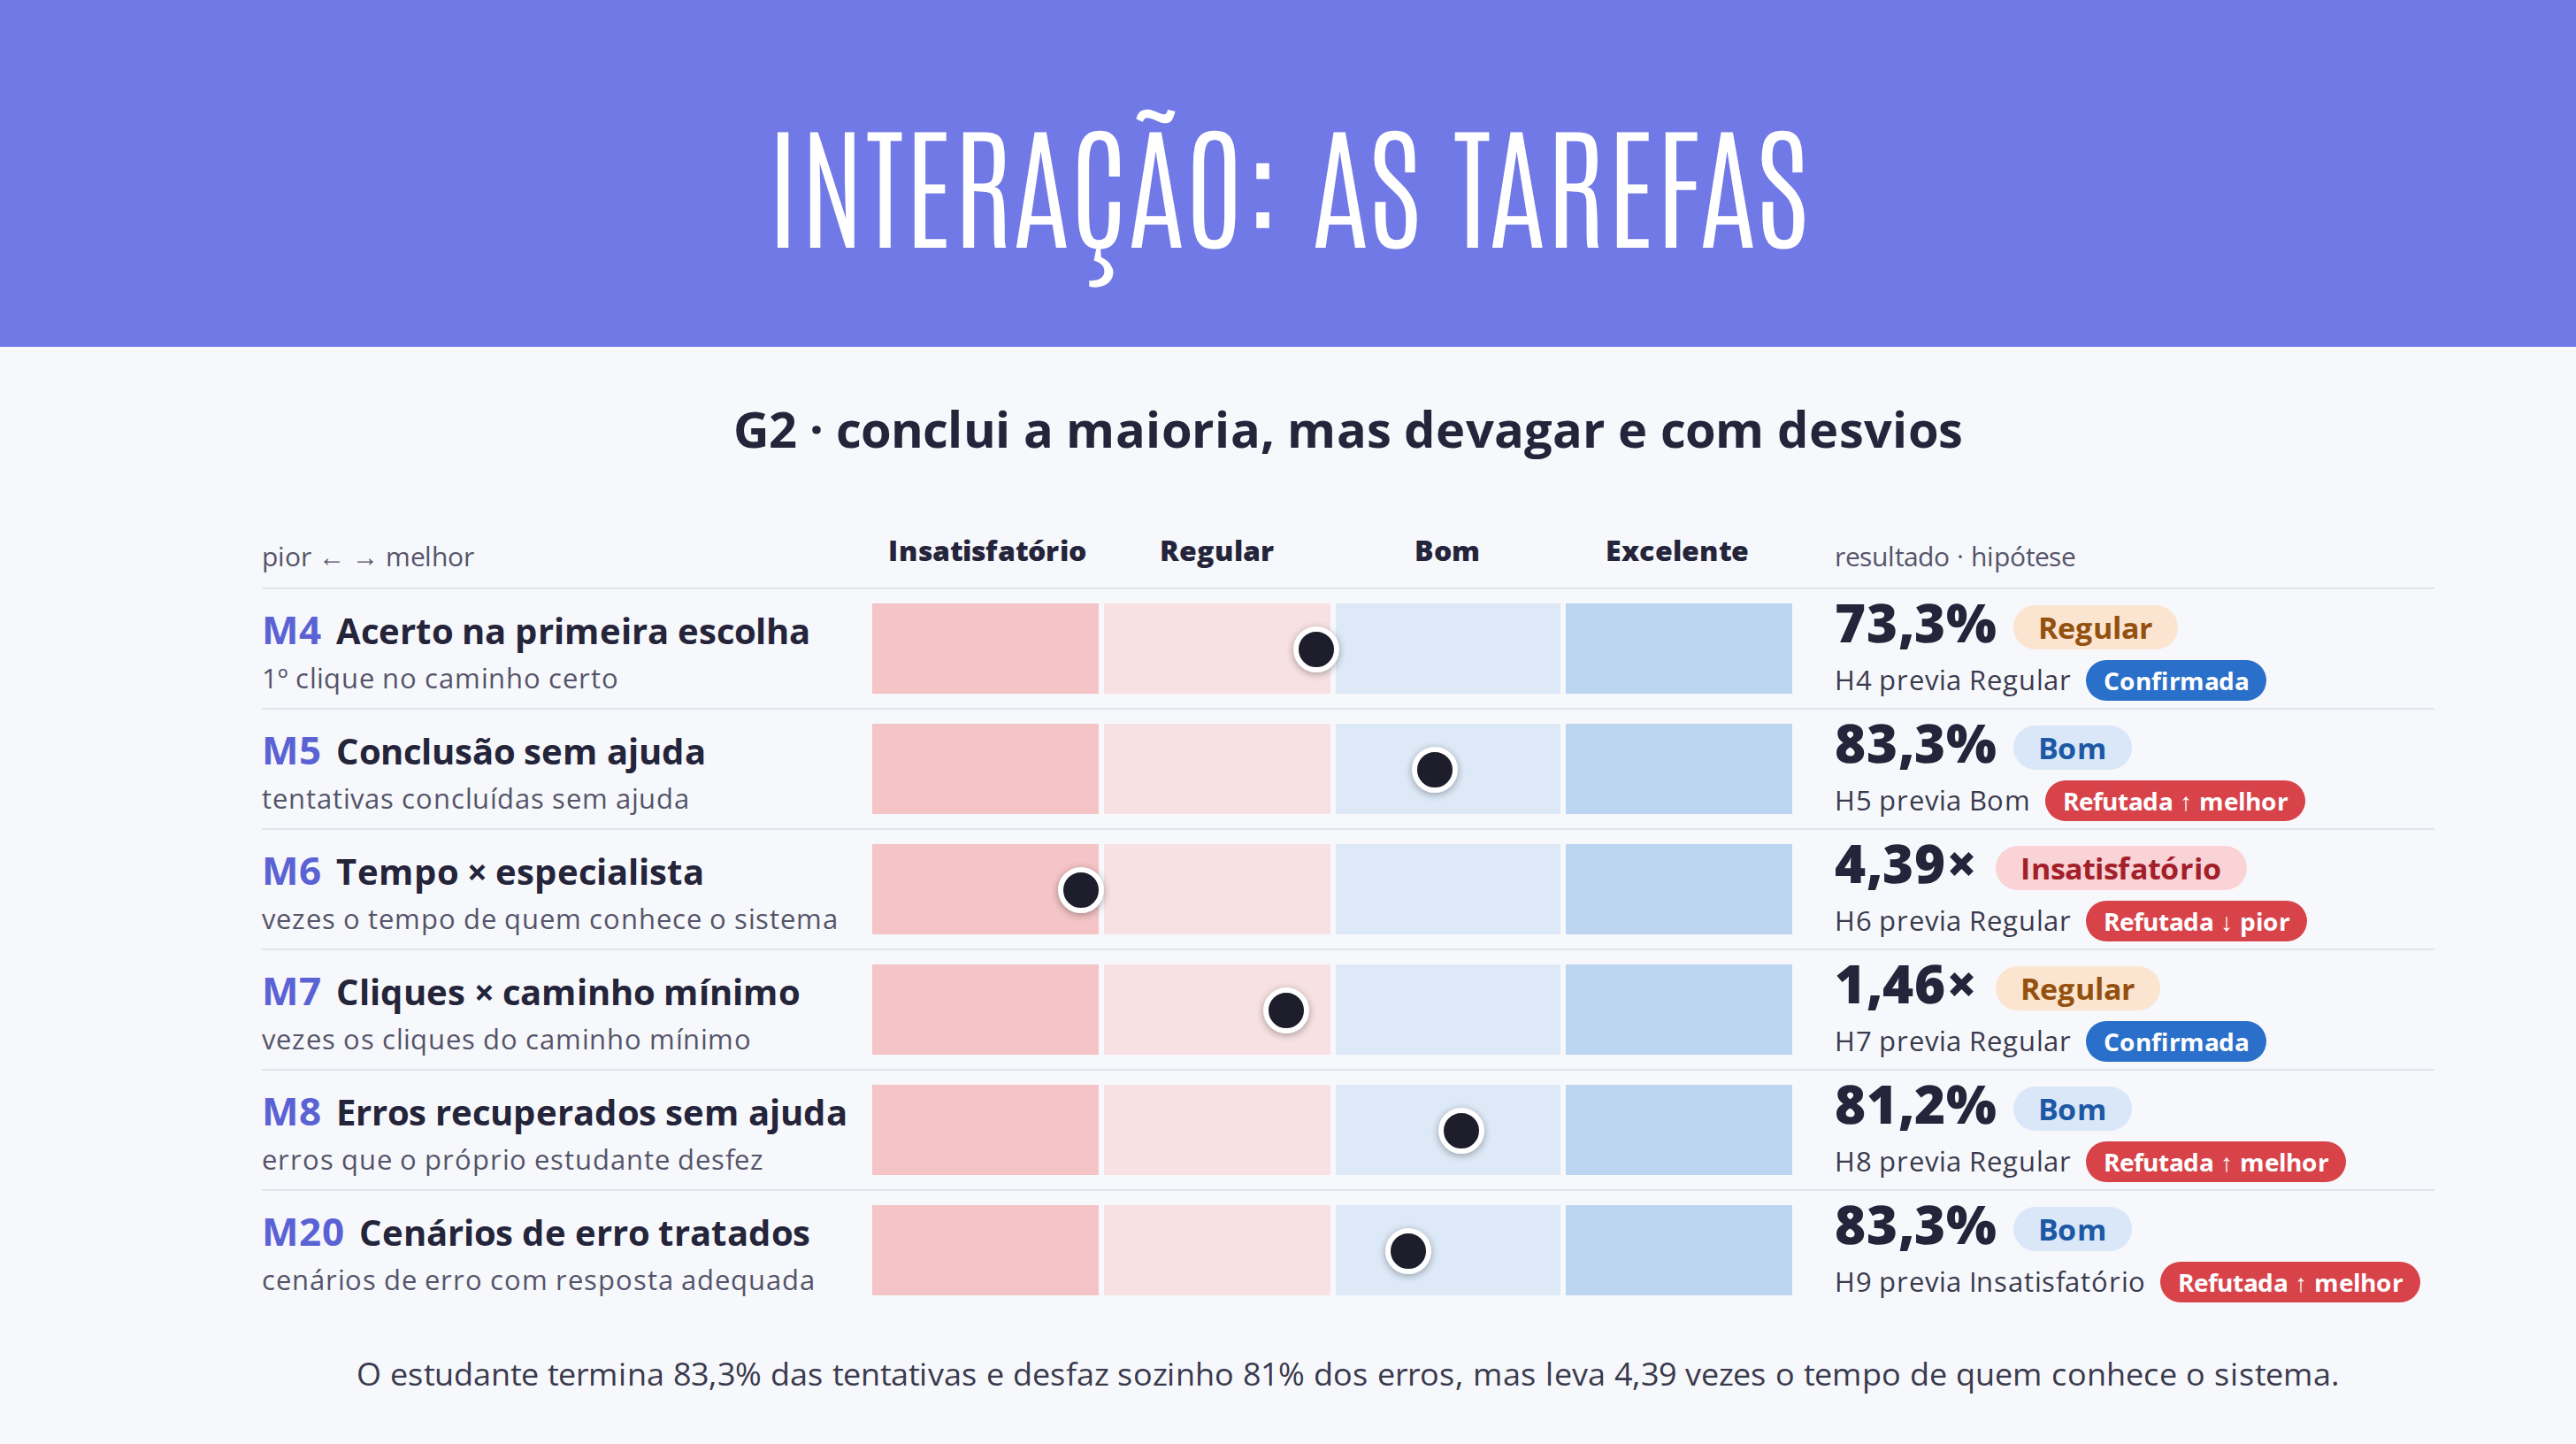 INTERAÇÃO: AS TAREFAS
G2 · conclui a maioria, mas devagar e com desvios
pior ← → melhor Insatisfatório Regular Bom Excelente resultado · hipótese
M4 Acerto na primeira escolha 73,3% Regular
1º clique no caminho certo H4 previa Regular Confirmada
M5 Conclusão sem ajuda 83,3% Bom
tentativas concluídas sem ajuda H5 previa Bom Refutada ↑ melhor
M6 Tempo × especialista 4,39× Insatisfatório
vezes o tempo de quem conhece o sistema H6 previa Regular Refutada ↓ pior
M7 Cliques × caminho mínimo 1,46× Regular
vezes os cliques do caminho mínimo H7 previa Regular Confirmada
M8 Erros recuperados sem ajuda 81,2% Bom
erros que o próprio estudante desfez H8 previa Regular Refutada ↑ melhor
M20 Cenários de erro tratados 83,3% Bom
cenários de erro com resposta adequada H9 previa Insatisfatório Refutada ↑ melhor
O estudante termina 83,3% das tentativas e desfaz sozinho 81% dos erros, mas leva 4,39 vezes o tempo de quem conhece o sistema.